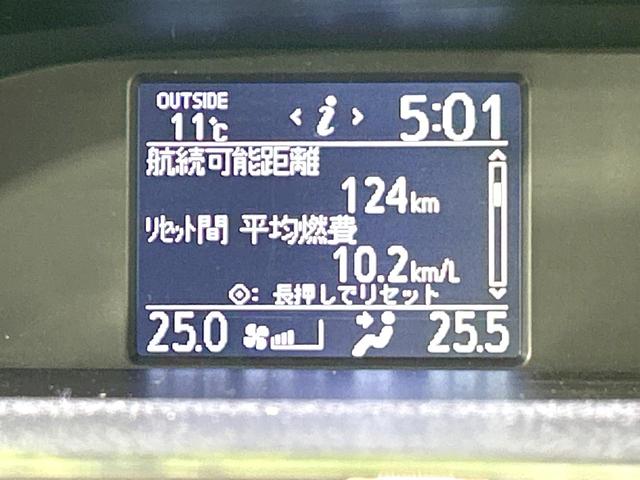 OUTSIDE
11℃
< i > 5:01
航続可能距離
124km
リセット間 平均燃費
10.2km/L
◇: 長押しでリセット
25.0 25.5